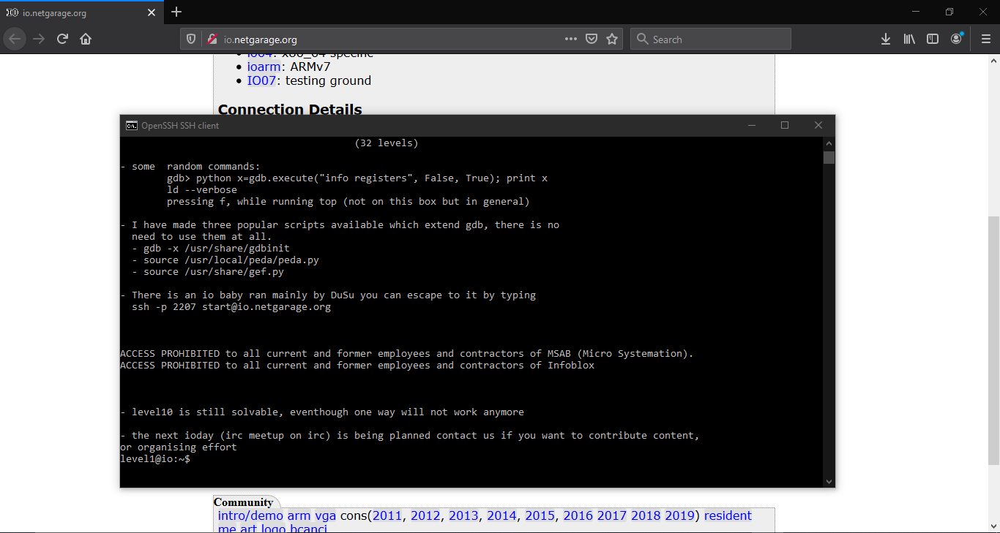 io.netgarage.org
io.netgarage.org
Search
io64: x86_64 specific
ioarm: ARMv7
IO07: testing ground
Connection Details
OpenSSH SSH client
(32 levels)
- some  random commands:
gdb> python x=gdb.execute("info registers", False, True); print x
ld --verbose
pressing f, while running top (not on this box but in general)
- I have made three popular scripts available which extend gdb, there is no
need to use them at all.
- gdb -x /usr/share/gdbinit
- source /usr/local/peda/peda.py
- source /usr/share/gef.py
- There is an io baby ran mainly by DuSu you can escape to it by typing
ssh -p 2207 start@io.netgarage.org
ACCESS PROHIBITED to all current and former employees and contractors of MSAB (Micro Systemation).
ACCESS PROHIBITED to all current and former employees and contractors of Infoblox
- level10 is still solvable, eventhough one way will not work anymore
- the next ioday (irc meetup on irc) is being planned contact us if you want to contribute content,
or organising effort
level1@io:~$
Community
intro/demo arm vga cons(2011, 2012, 2013, 2014, 2015, 2016 2017 2018 2019) resident
me art logo bcanci